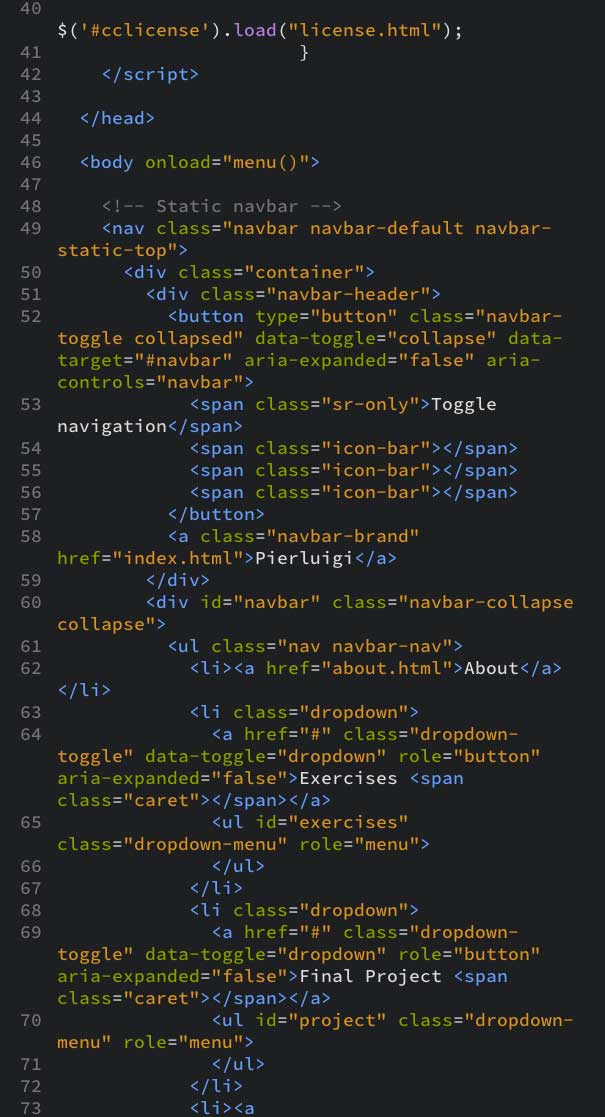 40
$('#cclicense').load("license.html");
41 }
42 </script>
43
44 </head>
45
46 <body onload="menu()">
47
48 <!-- Static navbar -->
49 <nav class="navbar navbar-default navbar-
static-top">
50 <div class="container">
51 <div class="navbar-header">
52 <button type="button" class="navbar-
toggle collapsed" data-toggle="collapse" data-
target="#navbar" aria-expanded="false" aria-
controls="navbar">
53 <span class="sr-only">Toggle
navigation</span>
54 <span class="icon-bar"></span>
55 <span class="icon-bar"></span>
56 <span class="icon-bar"></span>
57 </button>
58 <a class="navbar-brand"
href="index.html">Pierluigi</a>
59 </div>
60 <div id="navbar" class="navbar-collapse
collapse">
61 <ul class="nav navbar-nav">
62 <li><a href="about.html">About</a>
</li>
63 <li class="dropdown">
64 <a href="#" class="dropdown-
toggle" data-toggle="dropdown" role="button"
aria-expanded="false">Exercises <span
class="caret"></span></a>
65 <ul id="exercises"
class="dropdown-menu" role="menu">
66 </ul>
67 </li>
68 <li class="dropdown">
69 <a href="#" class="dropdown-
toggle" data-toggle="dropdown" role="button"
aria-expanded="false">Final Project <span
class="caret"></span></a>
70 <ul id="project" class="dropdown-
menu" role="menu">
71 </ul>
72 </li>
73 <li><a